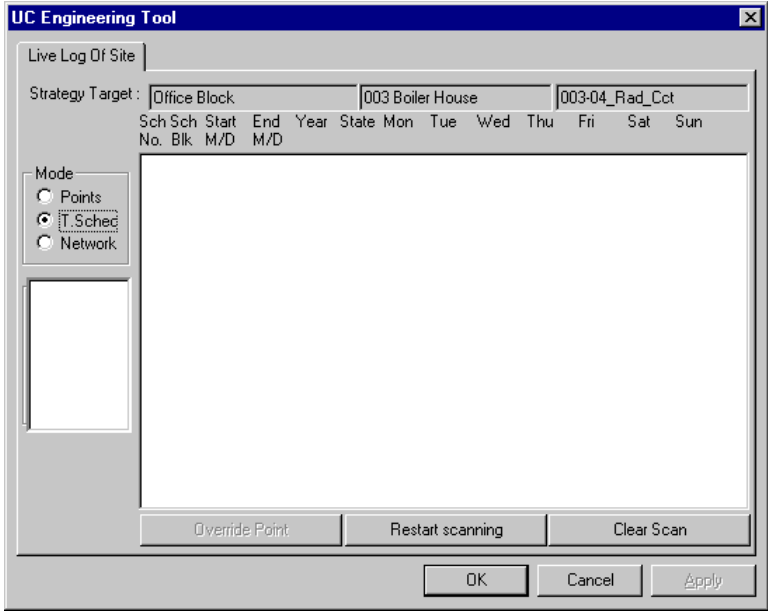 UC Engineering Tool
Live Log Of Site
Strategy Target : Office Block 003 Boiler House 003-04_Rad_Cct
Sch Sch Start End Year State Mon Tue Wed Thu Fri Sat Sun
No. Blk M/D M/D
Mode
Points
T.Sched
Network
Override Point Restart scanning Clear Scan
OK Cancel Apply